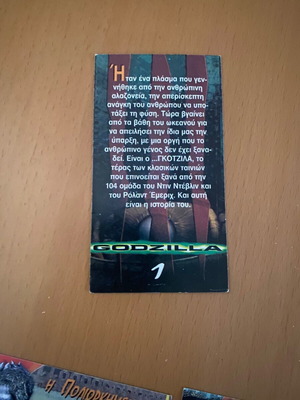 Ήταν ένα πλάσμα που γεν-
νήθηκε από την ανθρώπινη
αλαζονεία, την απερίσκεπτη
ανάγκη του ανθρώπου να υπο-
τάξει τη φύση. Τώρα βγαίνει
από τα βάθη του ωκεανού για
να απειλήσει την ίδια μας την
ύπαρξη, με μια οργή που το
ανθρώπινο γένος δεν έχει ξανα-
δεί. Είναι ο ...ΓΚΟΤΖΙΛΑ, το
τέρας των κλασικών ταινιών
που επινοείται ξανά από την
104 ομάδα του Ντιν Ντέβλιν και
του Ρόλαντ Έμεριχ. Και αυτή
είναι η ιστορία του.
GODZILLA
1